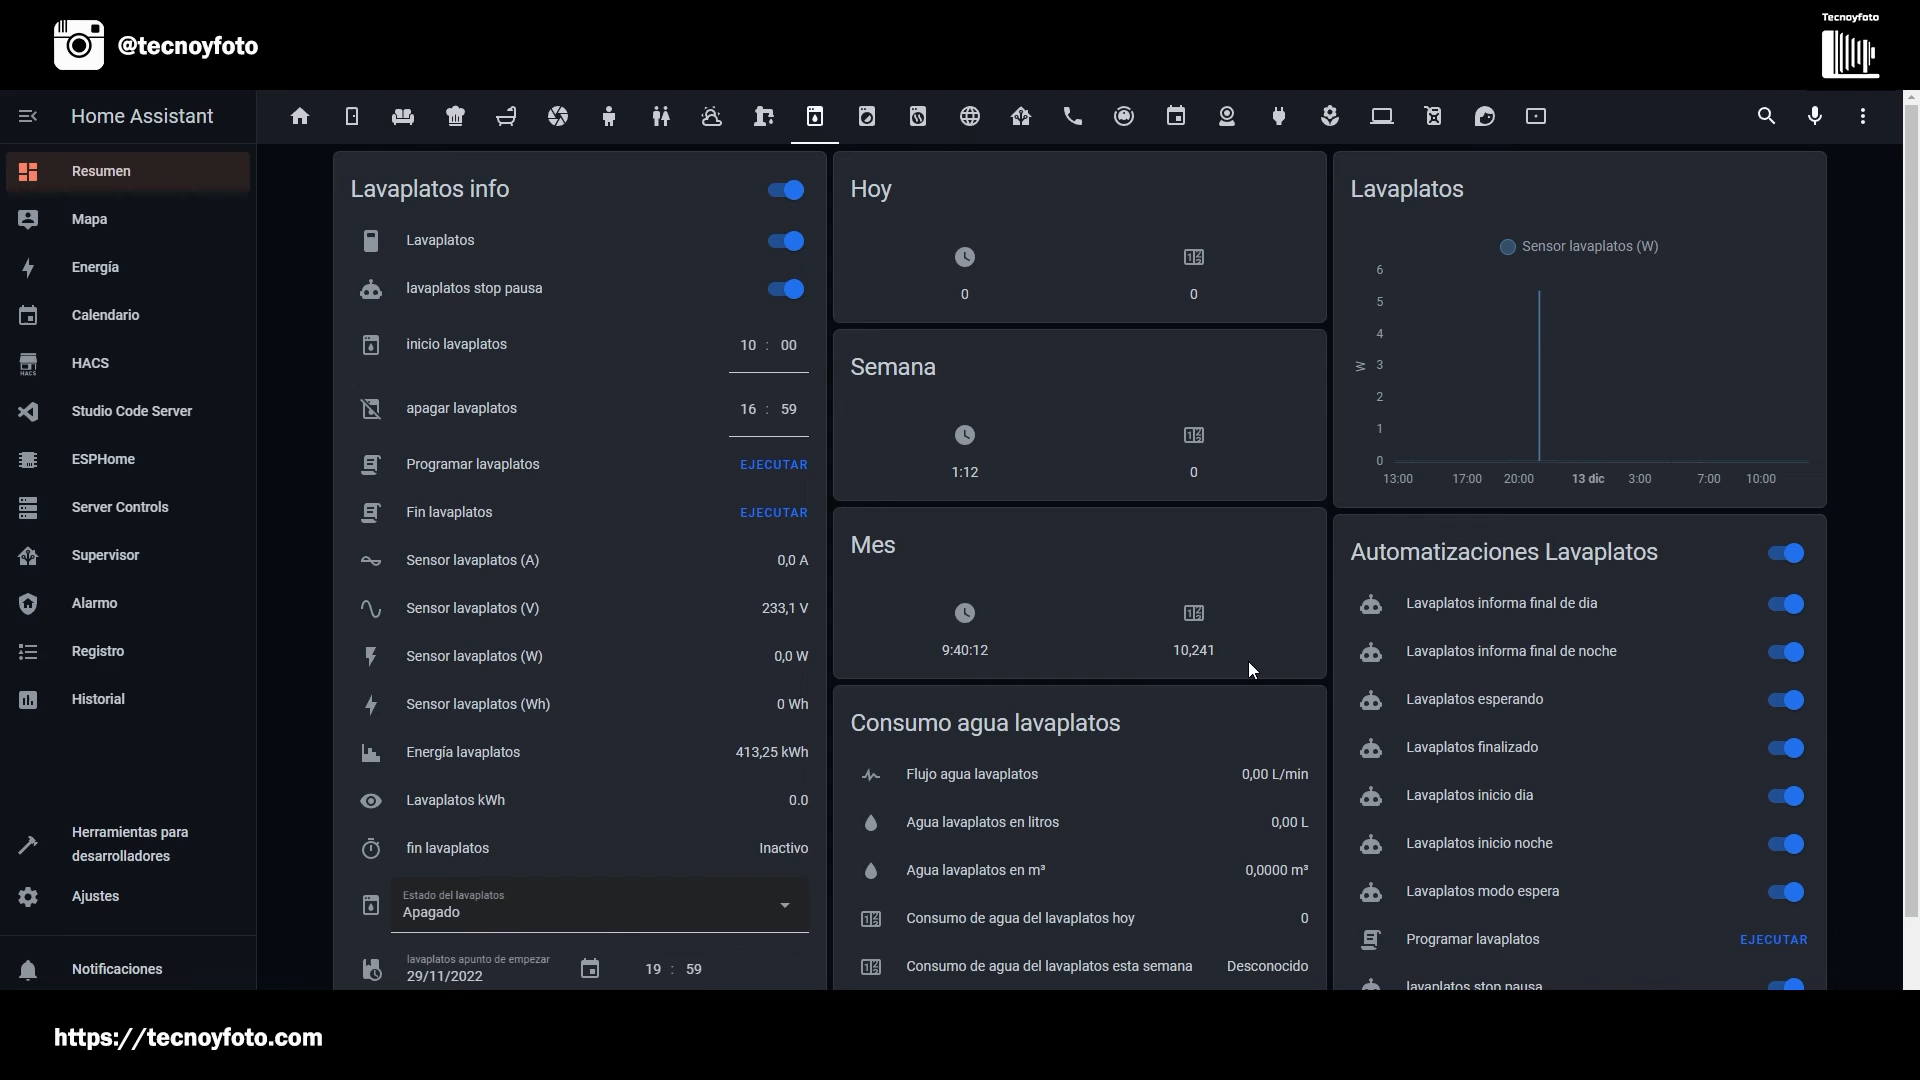 @tecnoyfoto
Tecnoyfoto
Home Assistant
Resumen
Mapa
Energía
Calendario
HACS
HACS
Studio Code Server
ESPHome
Server Controls
Supervisor
Alarmo
Registro
Historial
Herramientas para
desarrolladores
Ajustes
Notificaciones
Lavaplatos info
Lavaplatos
lavaplatos stop pausa
inicio lavaplatos 10 : 00
apagar lavaplatos 16 : 59
Programar lavaplatos EJECUTAR
Fin lavaplatos EJECUTAR
Sensor lavaplatos (A) 0,0 A
Sensor lavaplatos (V) 233,1 V
Sensor lavaplatos (W) 0,0 W
Sensor lavaplatos (Wh) 0 Wh
Energía lavaplatos 413,25 kWh
Lavaplatos kWh 0.0
fin lavaplatos Inactivo
Estado del lavaplatos
Apagado
lavaplatos apunto de empezar
29/11/2022 19 : 59
Hoy
0 0
Semana
1:12 0
Mes
9:40:12 10,241
Consumo agua lavaplatos
Flujo agua lavaplatos 0,00 L/min
Agua lavaplatos en litros 0,00 L
Agua lavaplatos en m³ 0,0000 m³
Consumo de agua del lavaplatos hoy 0
Consumo de agua del lavaplatos esta semana Desconocido
Lavaplatos
Sensor lavaplatos (W)
6
5
4
W
3
2
1
0
13:00 17:00 20:00 13 dic 3:00 7:00 10:00
Automatizaciones Lavaplatos
Lavaplatos informa final de dia
Lavaplatos informa final de noche
Lavaplatos esperando
Lavaplatos finalizado
Lavaplatos inicio dia
Lavaplatos inicio noche
Lavaplatos modo espera
Programar lavaplatos EJECUTAR
lavaplatos stop pausa
https://tecnoyfoto.com